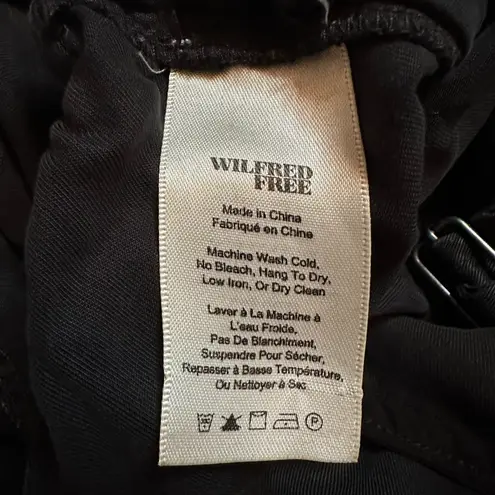 WILFRED
FREE
Made in China
Fabriqué en Chine
Machine Wash Cold,
No Bleach, Hang To Dry,
Low Iron, Or Dry Clean
Laver à La Machine à
L'eau Froide,
Pas De Blanchiment,
Suspendre Pour Sécher,
Repasser à Basse Température,
Ou Nettoyer à Sec
P